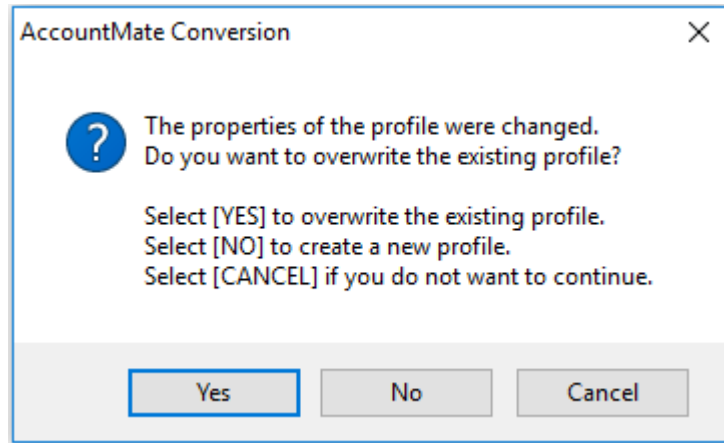 AccountMate Conversion
?
The properties of the profile were changed.
Do you want to overwrite the existing profile?
Select [YES] to overwrite the existing profile.
Select [NO] to create a new profile.
Select [CANCEL] if you do not want to continue.
Yes
No
Cancel